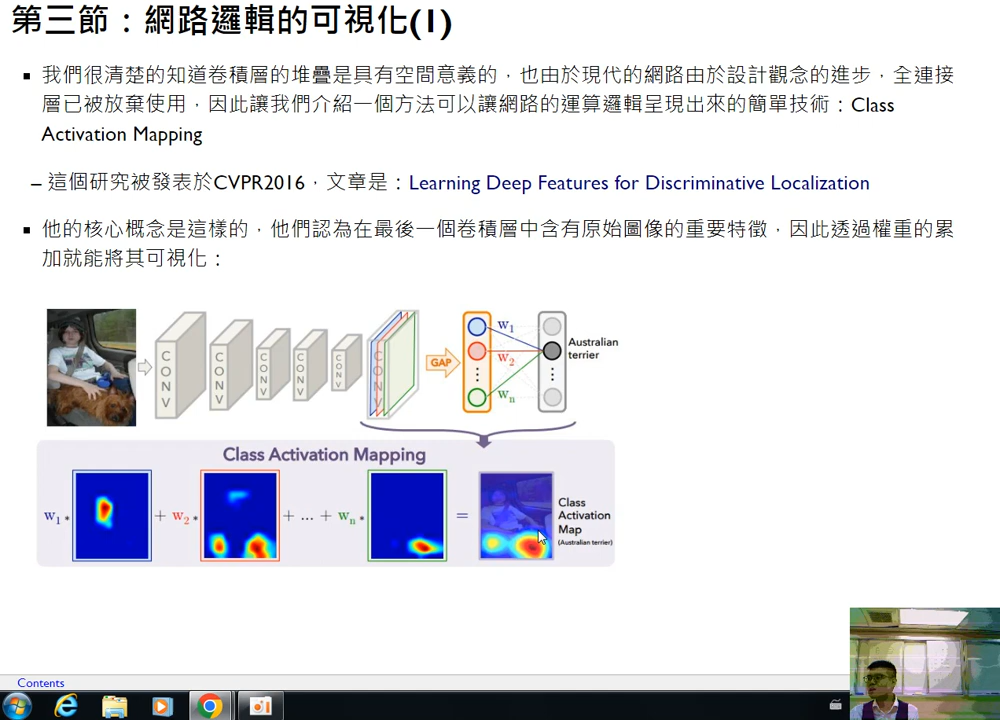 第三節：網路邏輯的可視化(1)
我們很清楚的知道卷積層的堆疊是具有空間意義的，也由於現代的網路由於設計觀念的進步，全連接
層已被放棄使用，因此讓我們介紹一個方法可以讓網路的運算邏輯呈現出來的簡單技術：Class
Activation Mapping
– 這個研究被發表於CVPR2016，文章是：Learning Deep Features for Discriminative Localization
他的核心概念是這樣的，他們認為在最後一個卷積層中含有原始圖像的重要特徵，因此透過權重的累
加就能將其可視化：
CONV
CONV
CONV
CONV
CONV
CONV
GAP
w1
w2
wn
Australian
terrier
Class Activation Mapping
w1 * + w2 * + ... + wn * =
Class
Activation
Map
(Australian terrier)
Contents